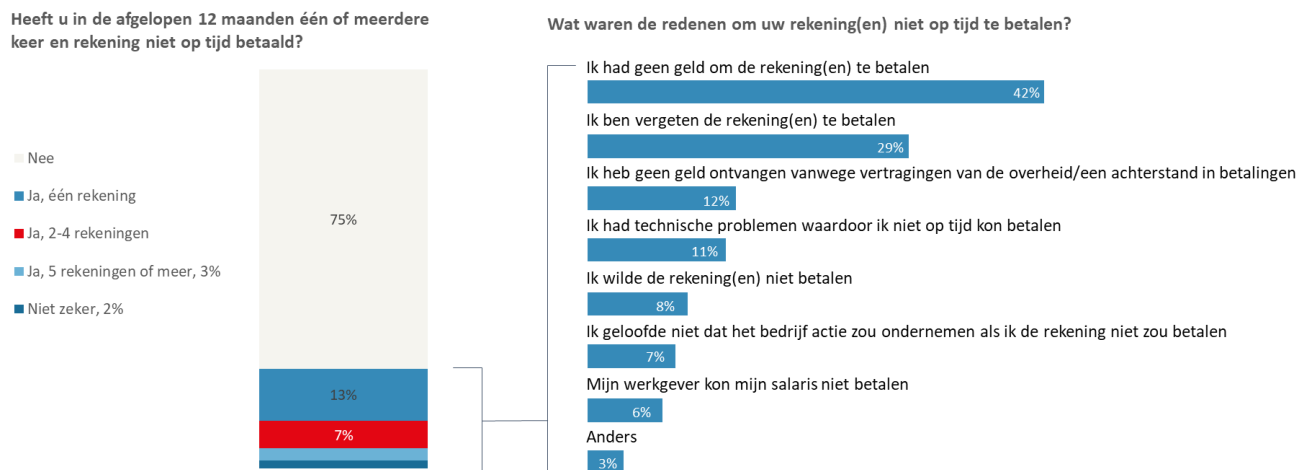 Heeft u in de afgelopen 12 maanden één of meerdere
keer en rekening niet op tijd betaald?
Nee
Ja, één rekening
Ja, 2-4 rekeningen
Ja, 5 rekeningen of meer, 3%
Niet zeker, 2%
75%
13%
7%
Wat waren de redenen om uw rekening(en) niet op tijd te betalen?
Ik had geen geld om de rekening(en) te betalen
42%
Ik ben vergeten de rekening(en) te betalen
29%
Ik heb geen geld ontvangen vanwege vertragingen van de overheid/een achterstand in betalingen
12%
Ik had technische problemen waardoor ik niet op tijd kon betalen
11%
Ik wilde de rekening(en) niet betalen
8%
Ik geloofde niet dat het bedrijf actie zou ondernemen als ik de rekening niet zou betalen
7%
Mijn werkgever kon mijn salaris niet betalen
6%
Anders
3%